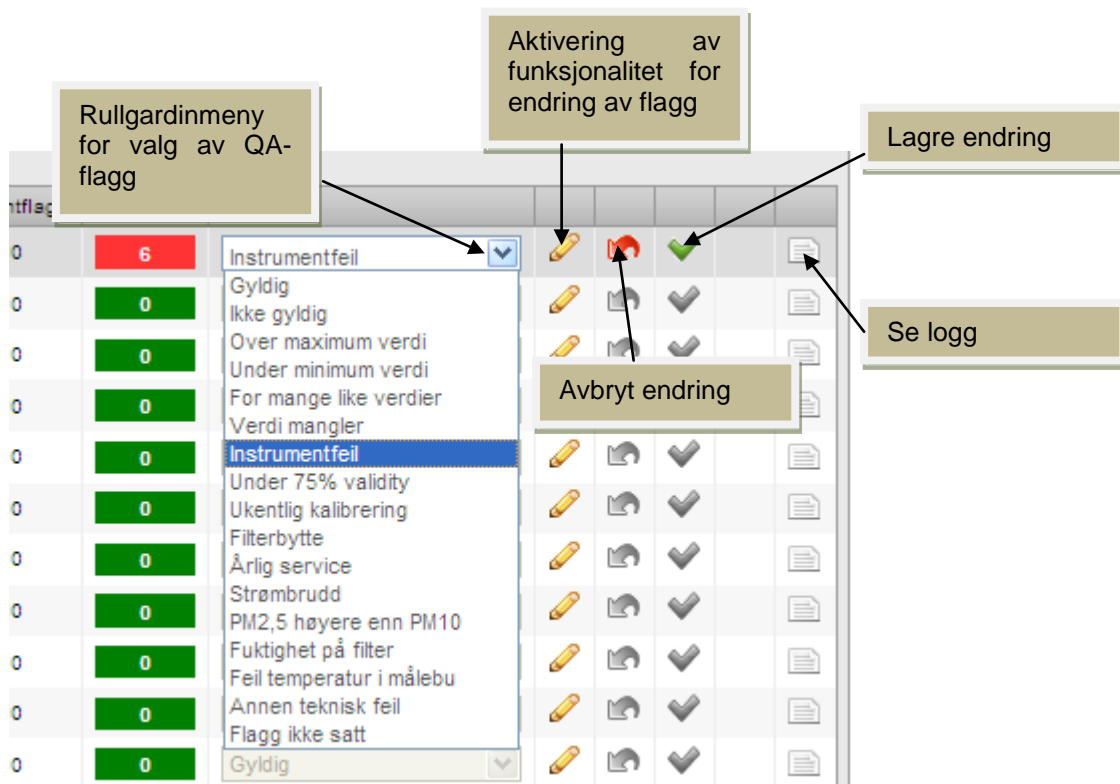 Aktivering av
funksjonalitet for
endring av flagg
Rullgardinmeny
for valg av QA-
flagg
Lagre endring
Se logg
Avbryt endring
0 6 Instrumentfeil
0 0
0 0
0 0
0 0
0 0
0 0
0 0
0 0
0 0
0 0 Gyldig
Gyldig
Ikke gyldig
Over maximum verdi
Under minimum verdi
For mange like verdier
Verdi mangler
Instrumentfeil
Under 75% validity
Ukentlig kalibrering
Filterbytte
Årlig service
Strømbrudd
PM2,5 høyere enn PM10
Fuktighet på filter
Feil temperatur i målebu
Annen teknisk feil
Flagg ikke satt